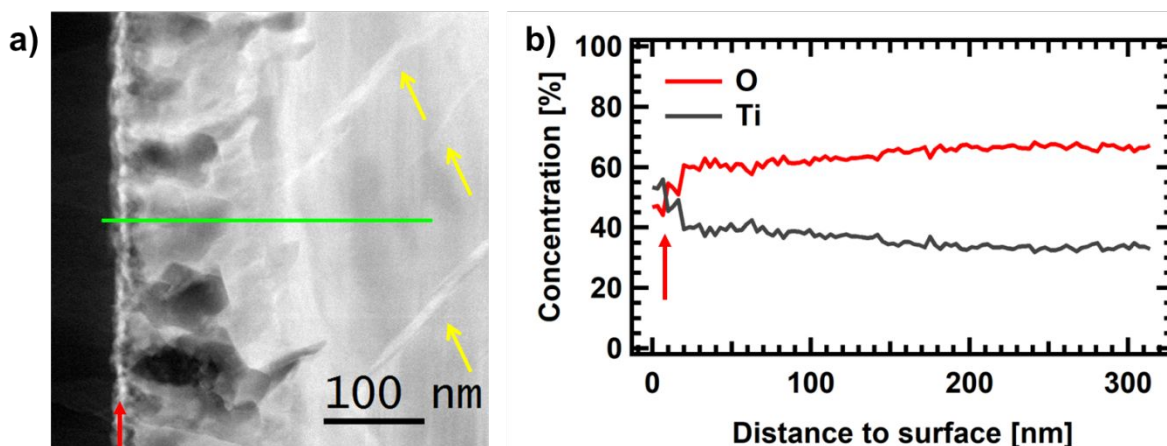 a)
100 nm
b)
100
80
60
40
20
0
O
Ti
Concentration [%]
0
100
200
300
Distance to surface [nm]